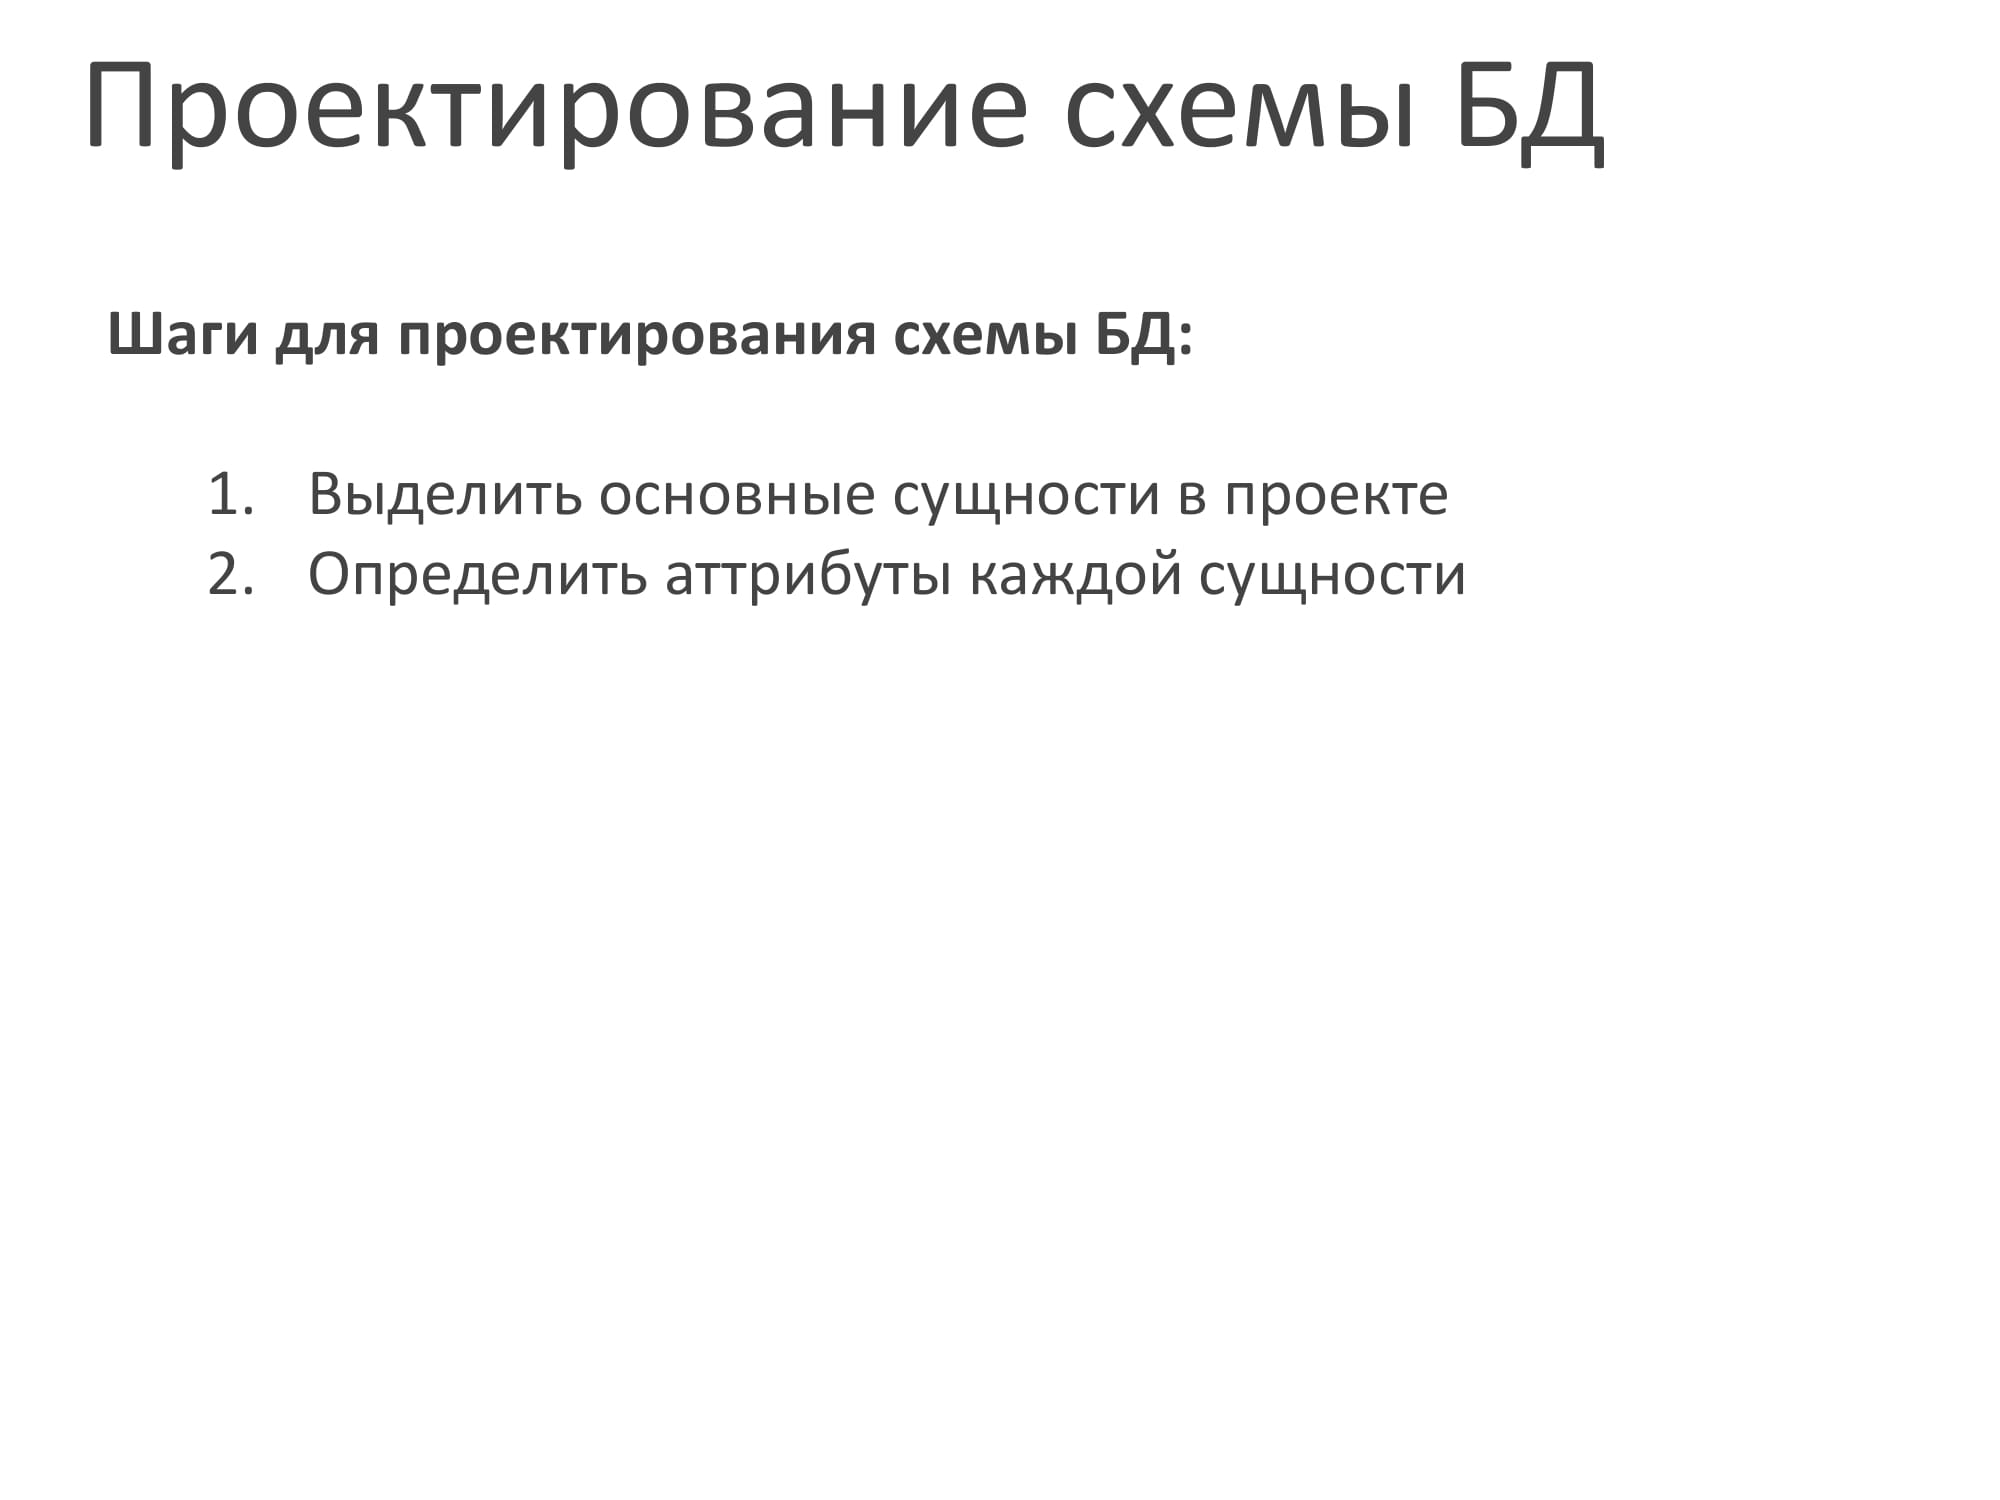 Проектирование схемы БД
Шаги для проектирования схемы БД:
1. Выделить основные сущности в проекте
2. Определить аттрибуты каждой сущности